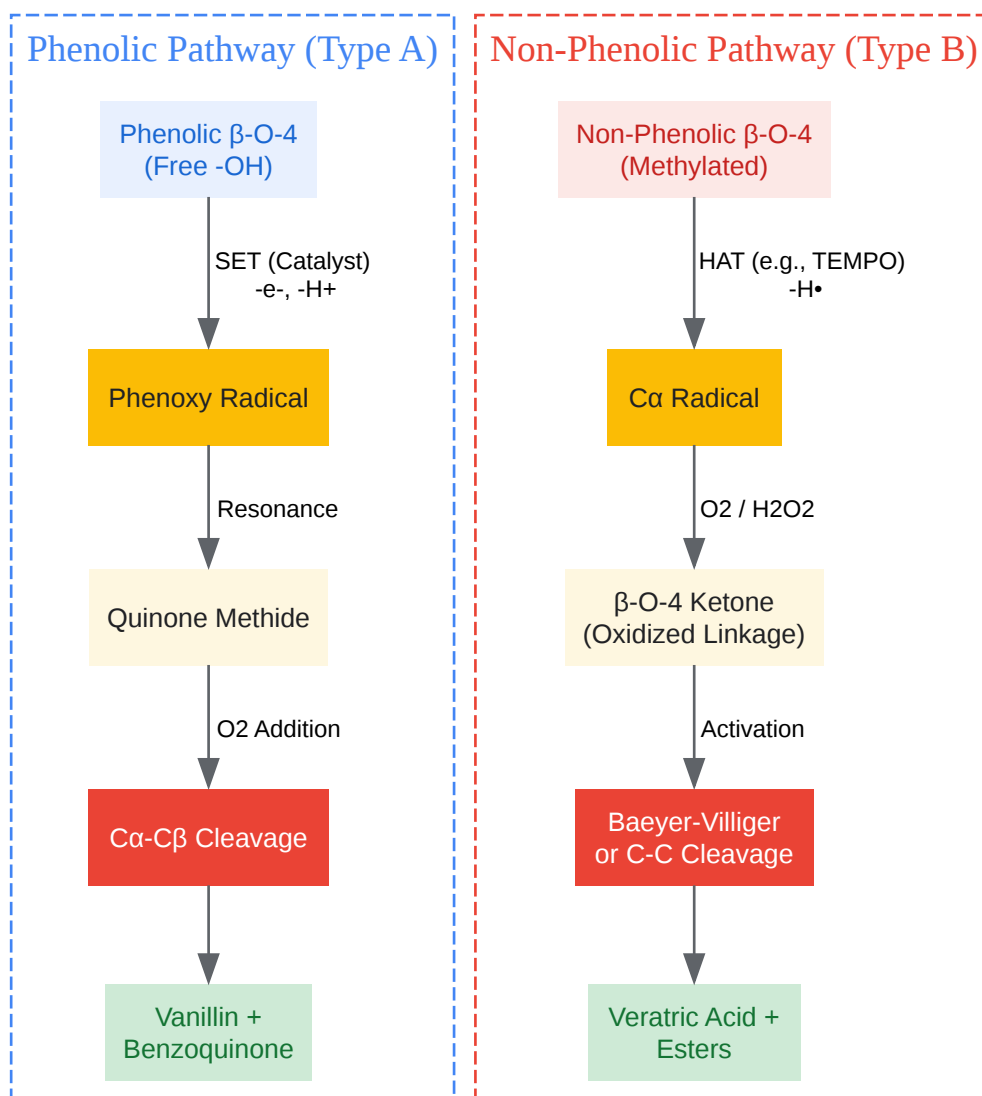 Phenolic Pathway (Type A)
Phenolic β-O-4
(Free -OH)
SET (Catalyst)
-e-, -H+
Phenoxy Radical
Resonance
Quinone Methide
O2 Addition
Cα-Cβ Cleavage
Vanillin +
Benzoquinone
Non-Phenolic Pathway (Type B)
Non-Phenolic β-O-4
(Methylated)
HAT (e.g., TEMPO)
-H•
Cα Radical
O2 / H2O2
β-O-4 Ketone
(Oxidized Linkage)
Activation
Baeyer-Villiger
or C-C Cleavage
Veratric Acid +
Esters